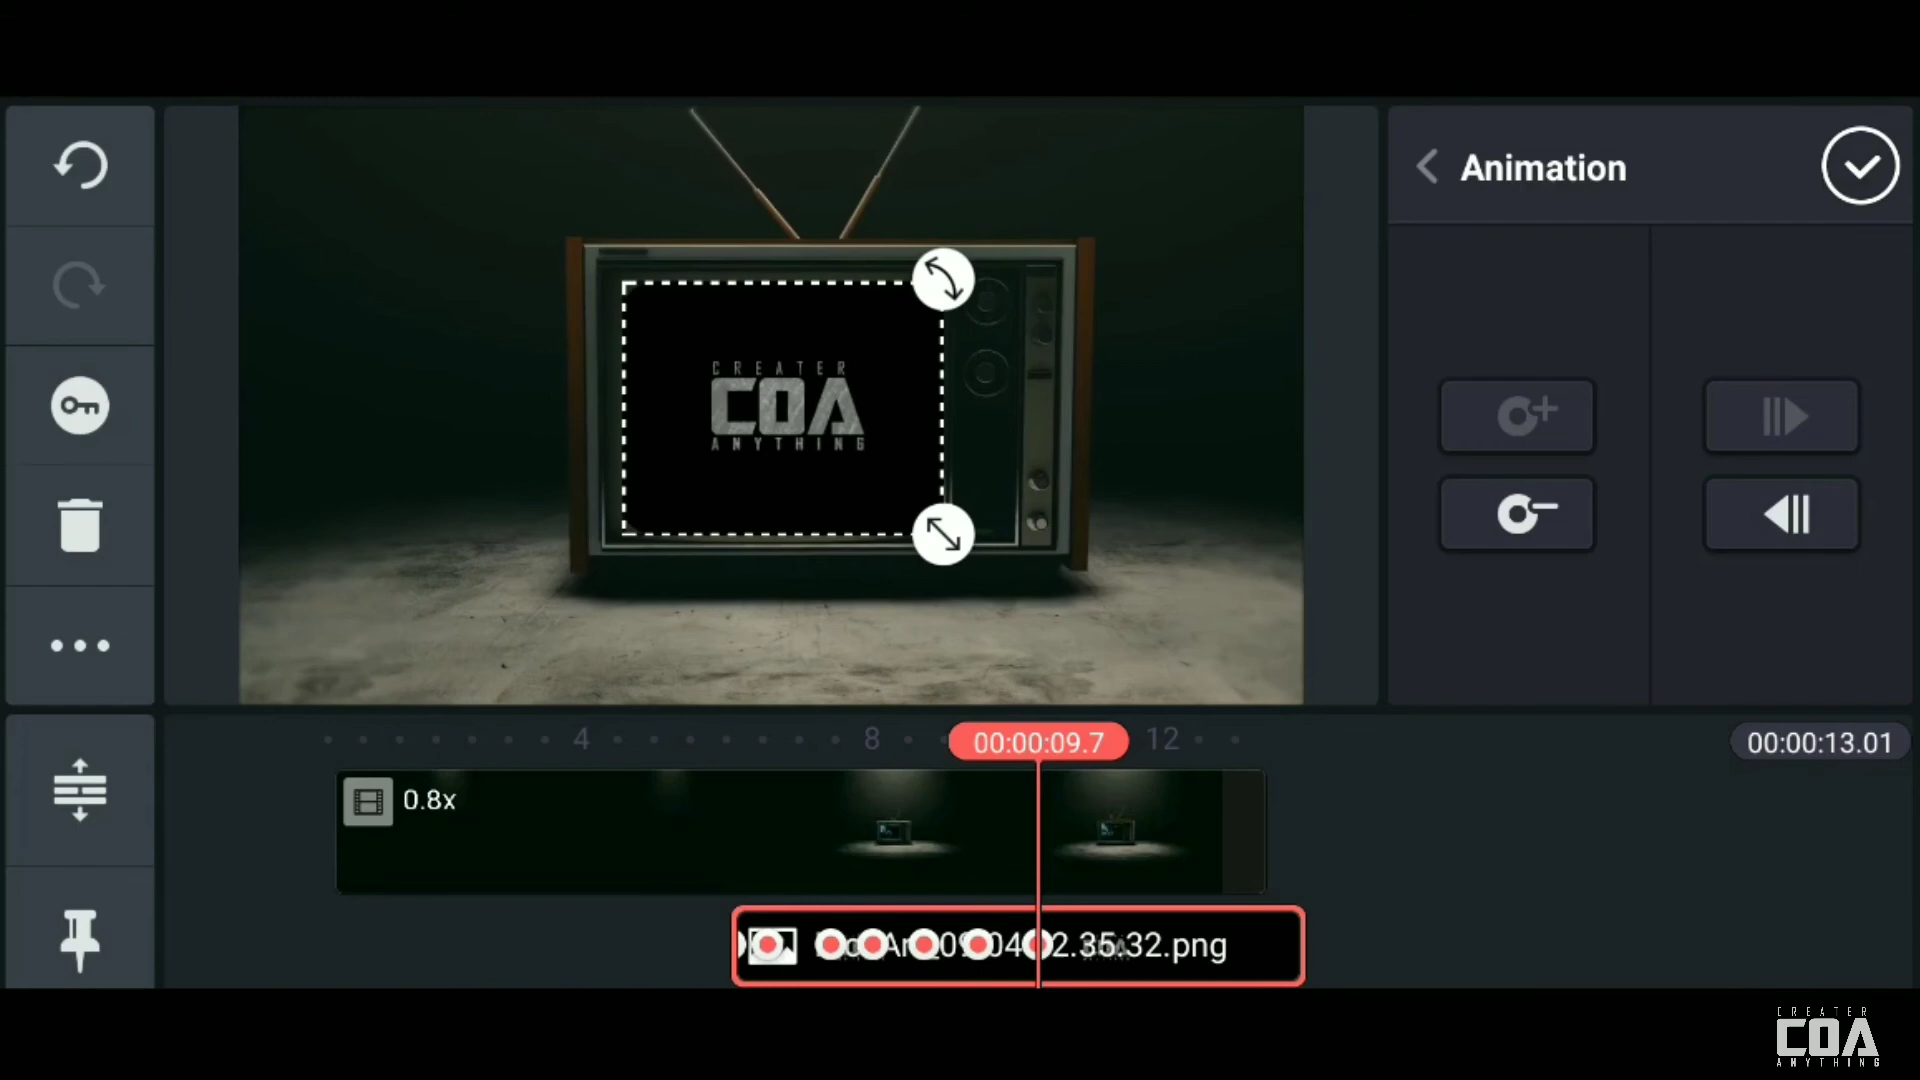 Animation
CREATER
COA
ANYTHING
4
8
00:00:09.7
12
00:00:13.01
0.8x
2.35.32.png
CREATER
COA
ANYTHING